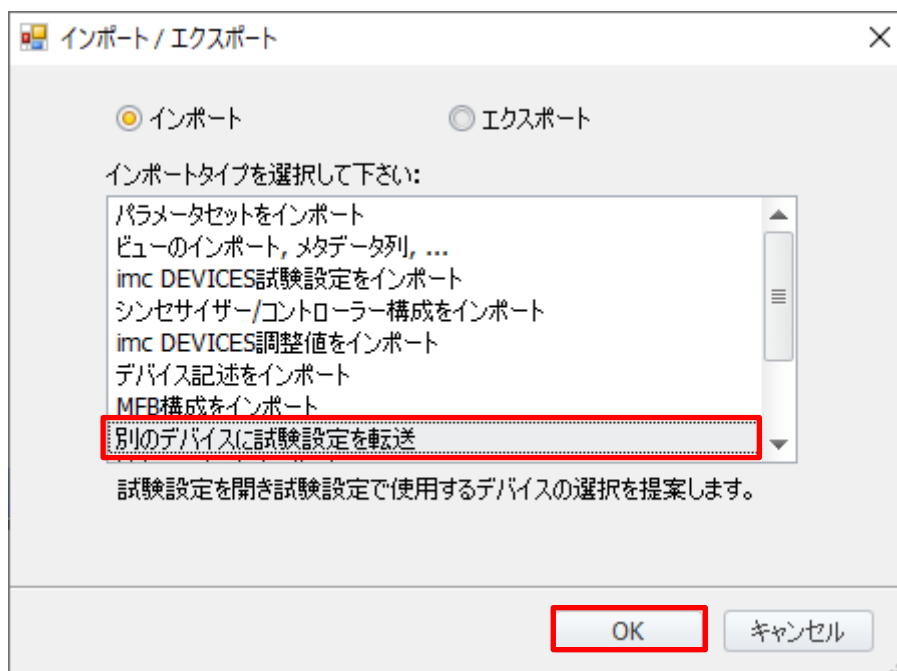 インポート / エクスポート
インポート エクスポート
インポートタイプを選択して下さい:
パラメータセットをインポート
ビューのインポート, メタデータ列, ...
imc DEVICES試験設定をインポート
シンセサイザー/コントローラー構成をインポート
imc DEVICES調整値をインポート
デバイス記述をインポート
MFB構成をインポート
別のデバイスに試験設定を転送
試験設定を開き試験設定で使用するデバイスの選択を提案します。
OK キャンセル